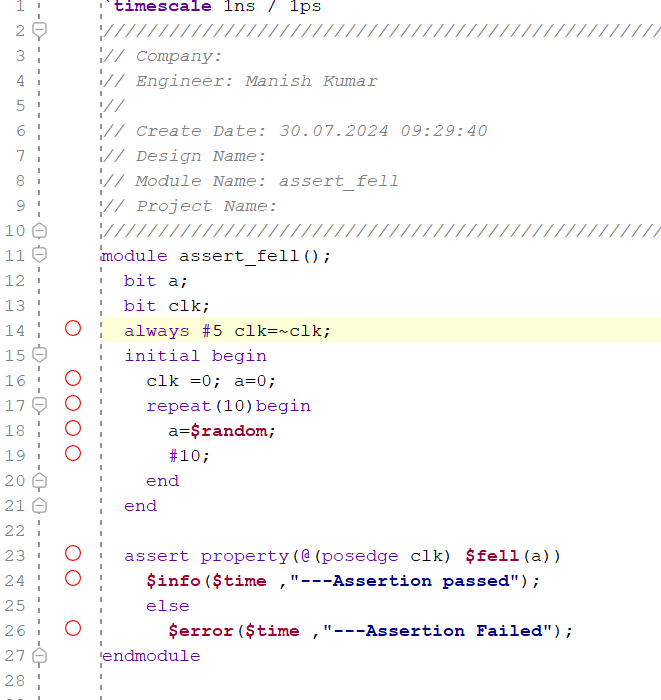 1 `timescale 1ns / 1ps
2 ///////////////////////////////////////////////////
3 // Company:
4 // Engineer: Manish Kumar
5 //
6 // Create Date: 30.07.2024 09:29:40
7 // Design Name:
8 // Module Name: assert_fell
9 // Project Name:
10 ///////////////////////////////////////////////////
11 module assert_fell();
12 bit a;
13 bit clk;
14 always #5 clk=~clk;
15 initial begin
16 clk =0; a=0;
17 repeat(10)begin
18 a=$random;
19 #10;
20 end
21 end
22
23 assert property(@(posedge clk) $fell(a))
24 $info($time ,"---Assertion passed");
25 else
26 $error($time ,"---Assertion Failed");
27 endmodule
28